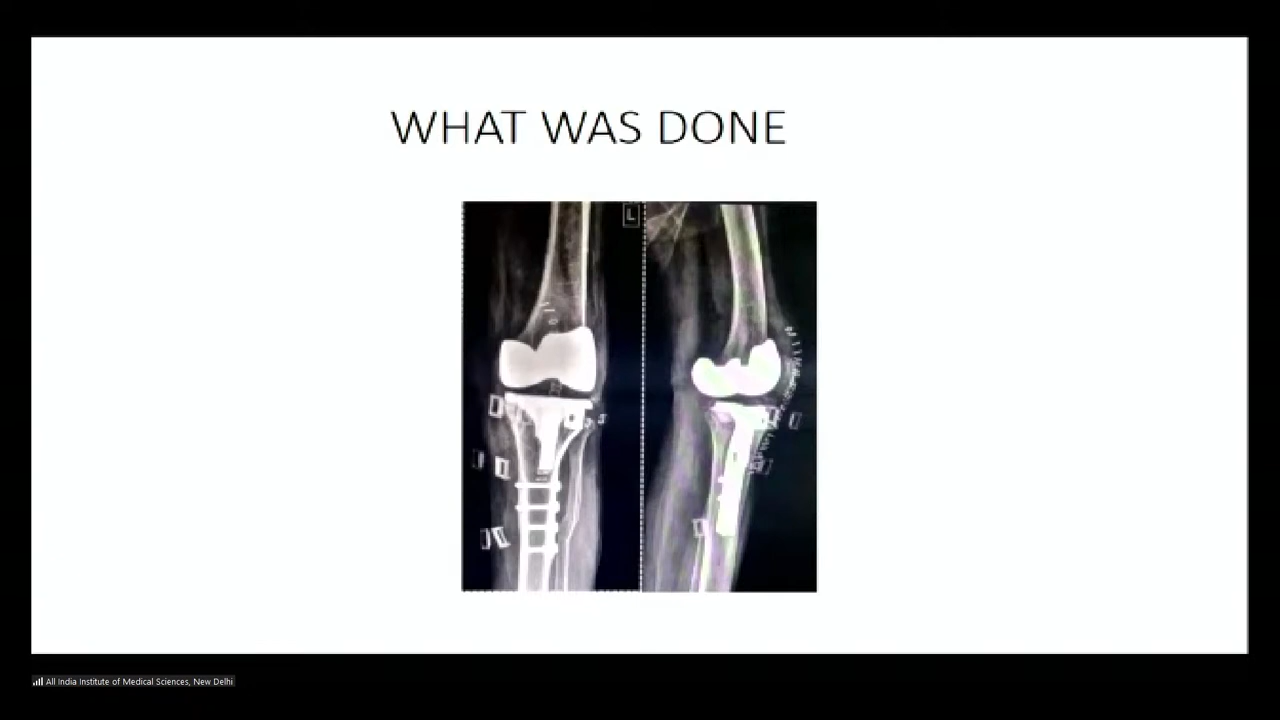 WHAT WAS DONE
L
All India Institute of Medical Sciences, New Delhi